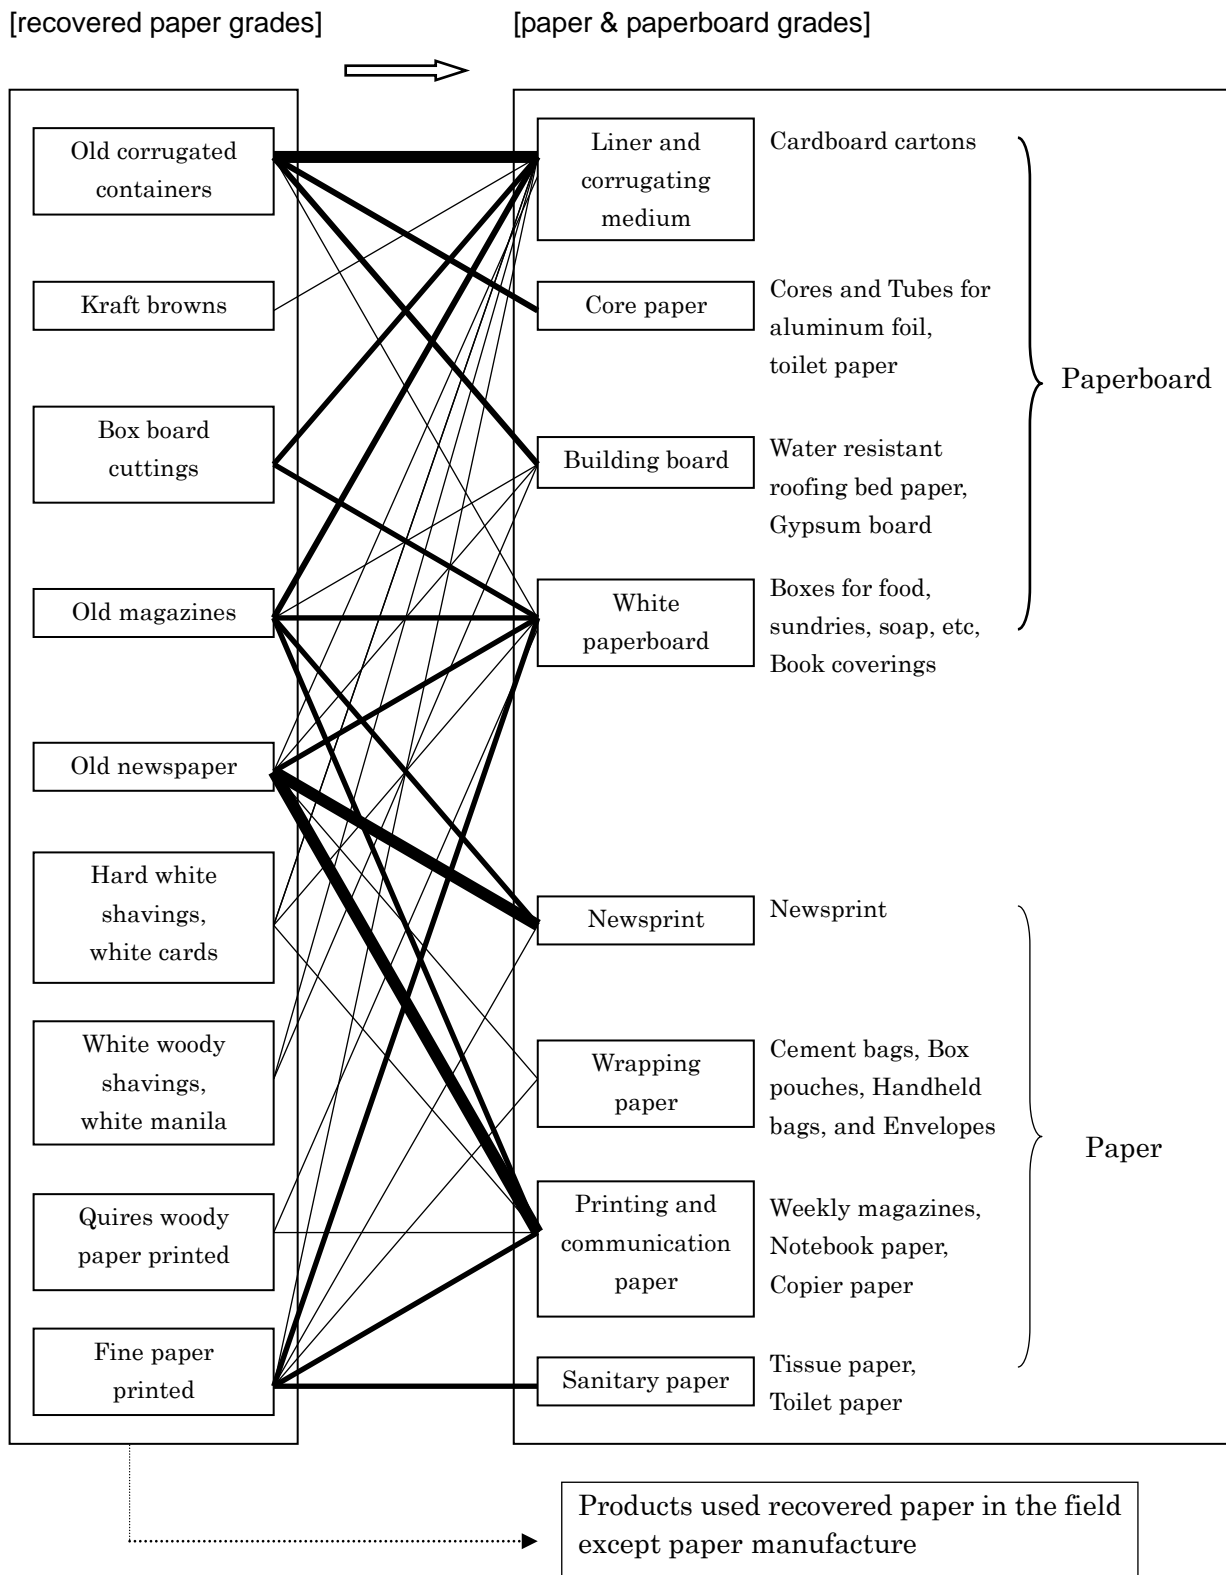 [recovered paper grades]
[paper & paperboard grades]
Old corrugated
containers
Kraft browns
Box board
cuttings
Old magazines
Old newspaper
Hard white
shavings,
white cards
White woody
shavings,
white manila
Quires woody
paper printed
Fine paper
printed
Liner and
corrugating
medium
Cardboard cartons
Core paper
Cores and Tubes for
aluminum foil,
toilet paper
Building board
Water resistant
roofing bed paper,
Gypsum board
White
paperboard
Boxes for food,
sundries, soap, etc,
Book coverings
Paperboard
Newsprint
Newsprint
Wrapping
paper
Cement bags, Box
pouches, Handheld
bags, and Envelopes
Printing and
communication
paper
Weekly magazines,
Notebook paper,
Copier paper
Sanitary paper
Tissue paper,
Toilet paper
Paper
Products used recovered paper in the field
except paper manufacture